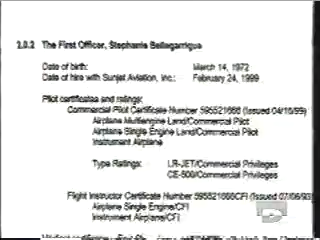 2.0.2 The First Officer, Stephanie Bellegarrigue
Date of birth: March 14, 1972
Date of hire with Sunjet Aviation, Inc.: February 24, 1999
Pilot certificates and ratings:
Commercial Pilot Certificate Number 595521666 (Issued 04/10/99)
Airplane Multiengine Land/Commercial Pilot
Airplane Single Engine Land/Commercial Pilot
Instrument Airplane
Type Ratings: LR-JET/Commercial Privileges
CE-500/Commercial Privileges
Flight Instructor Certificate Number 595521666CFI (Issued 07/06/98)
Airplane Single Engine/CFI
Instrument Airplane/CFI